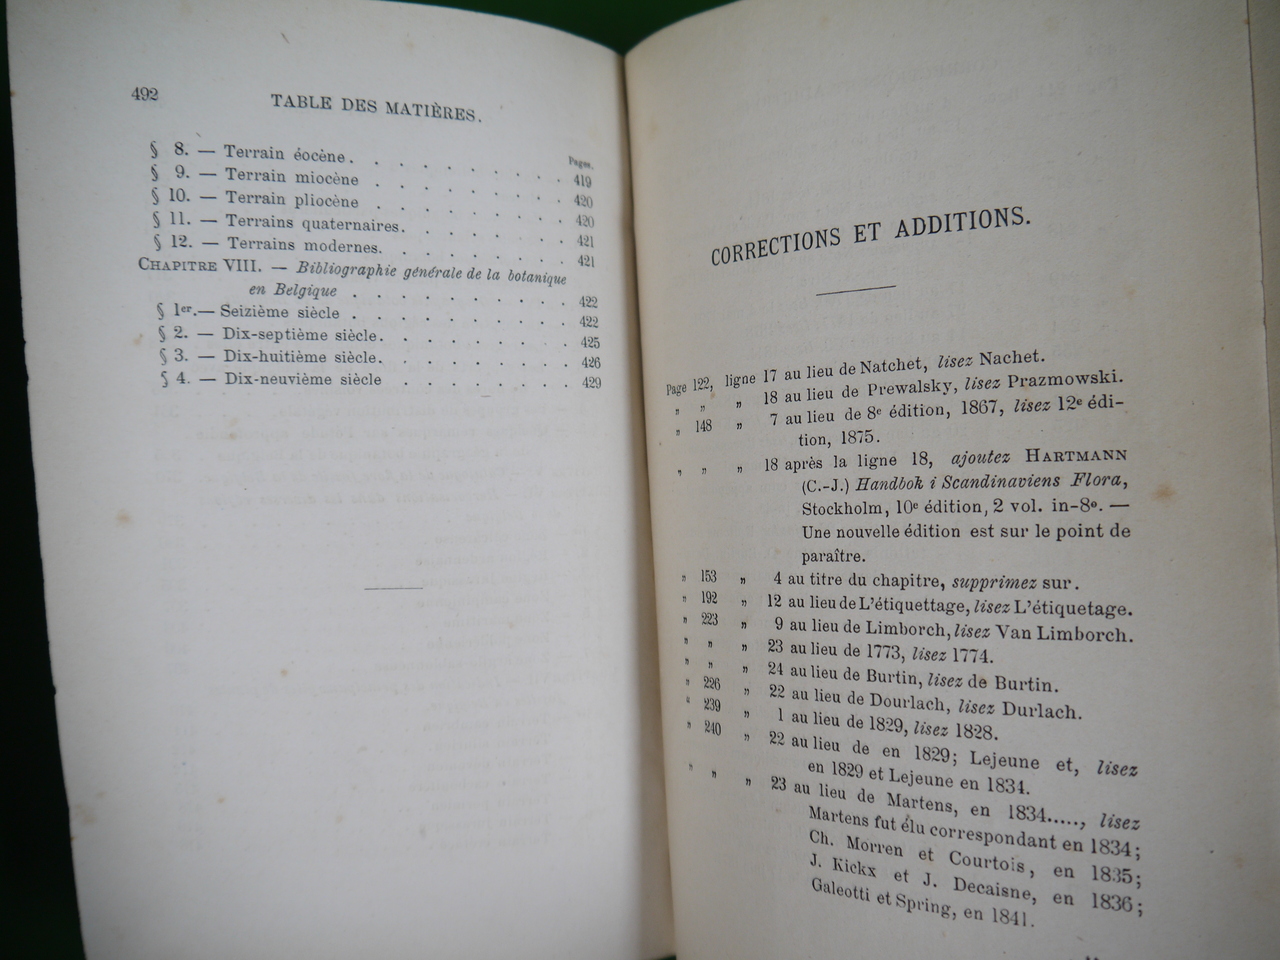 492
TABLE DES MATIÈRES.
Pages.
§ 8. — Terrain éocène. . . . . . . . . . 419
§ 9. — Terrain miocène . . . . . . . . . 420
§ 10. — Terrain pliocène . . . . . . . . . 420
§ 11. — Terrains quaternaires. . . . . . . . 421
§ 12. — Terrains modernes. . . . . . . . . 421
CHAPITRE VIII. — Bibliographie générale de la botanique
en Belgique . . . . . . . . . . 422
§ 1er.— Seizième siècle . . . . . . . . . . 422
§ 2. — Dix-septième siècle. . . . . . . . . 425
§ 3. — Dix-huitième siècle. . . . . . . . . 426
§ 4. — Dix-neuvième siècle . . . . . . . . 429
CORRECTIONS ET ADDITIONS.
Page 122, ligne 17 au lieu de Natchet, lisez Nachet.
" " " 18 au lieu de Prewalsky, lisez Prazmowski.
" 148 " 7 au lieu de 8e édition, 1867, lisez 12e édi-
tion, 1875.
" " " 18 après la ligne 18, ajoutez HARTMANN
(C.-J.) Handbok i Scandinaviens Flora,
Stockholm, 10e édition, 2 vol. in-8o. —
Une nouvelle édition est sur le point de
paraître.
" 153 " 4 au titre du chapitre, supprimez sur.
" 192 " 12 au lieu de L'étiquettage, lisez L'étiquetage.
" 223 " 9 au lieu de Limborch, lisez Van Limborch.
" " " 23 au lieu de 1773, lisez 1774.
" " " 24 au lieu de Burtin, lisez de Burtin.
" 226 " 22 au lieu de Dourlach, lisez Durlach.
" 239 " 1 au lieu de 1829, lisez 1828.
" 240 " 22 au lieu de en 1829; Lejeune et, lisez
en 1829 et Lejeune en 1834.
" " " 23 au lieu de Martens, en 1834....., lisez
Martens fut élu correspondant en 1834;
Ch. Morren et Courtois, en 1835;
J. Kickx et J. Decaisne, en 1836;
Galeotti et Spring, en 1841.